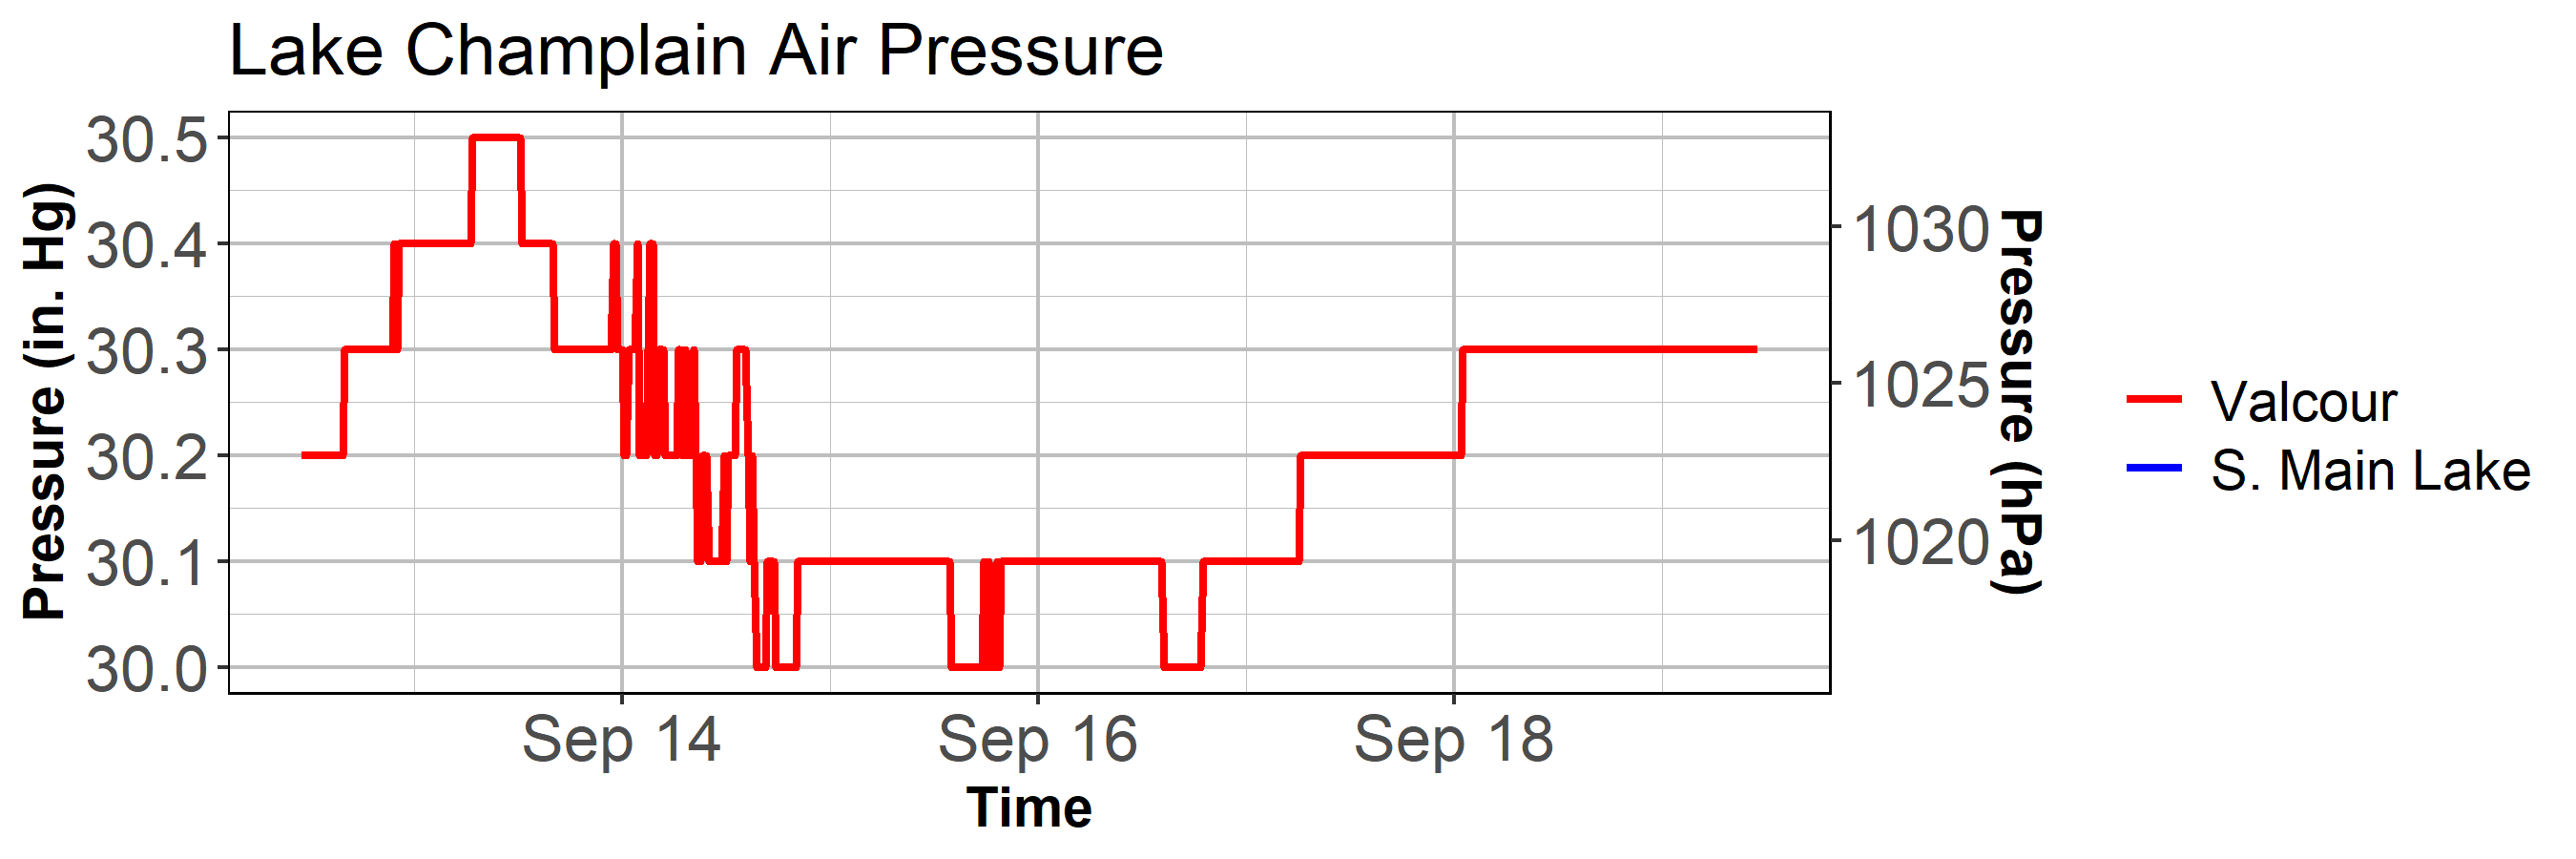 Lake Champlain Air Pressure
30.5
30.4
30.3
30.2
30.1
30.0
Pressure (in. Hg)
1030
1025
1020
Pressure (hPa)
Valcour
S. Main Lake
Sep 14
Sep 16
Sep 18
Time